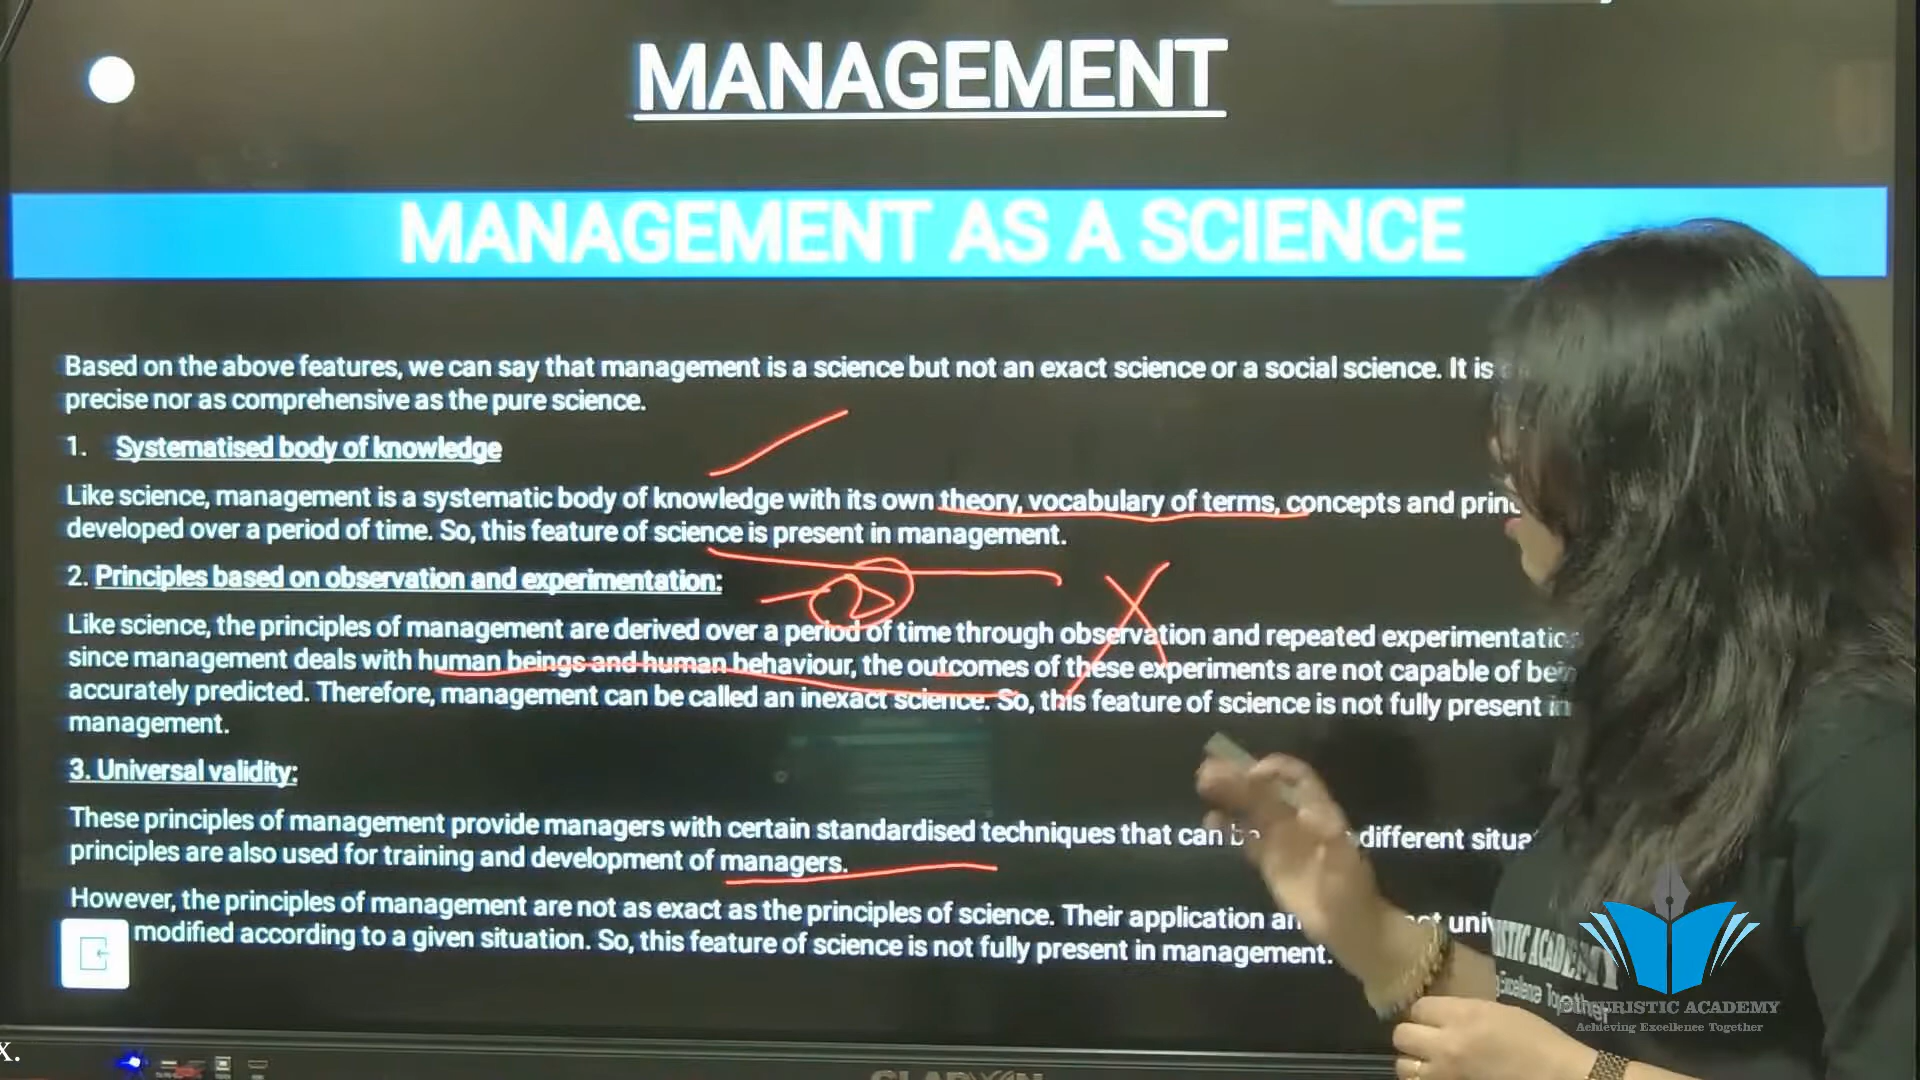 MANAGEMENT
MANAGEMENT AS A SCIENCE
Based on the above features, we can say that management is a science but not an exact science or a social science. It is
precise nor as comprehensive as the pure science.
1. Systematised body of knowledge
Like science, management is a systematic body of knowledge with its own theory, vocabulary of terms, concepts and
developed over a period of time. So, this feature of science is present in management.
2. Principles based on observation and experimentation:
Like science, the principles of management are derived over a period of time through observation and repeated
since management deals with human beings and human behaviour, the outcomes of these experiments are not capable of
accurately predicted. Therefore, management can be called an inexact science. So, this feature of science is not fully present in
management.
3. Universal validity:
These principles of management provide managers with certain standardised techniques that can different
principles are also used for training and development of managers.
However, the principles of management are not as exact as the principles of science. Their application
modified according to a given situation. So, this feature of science is not fully present in management.
ACADEMY
Achieving Excellence Together
x.